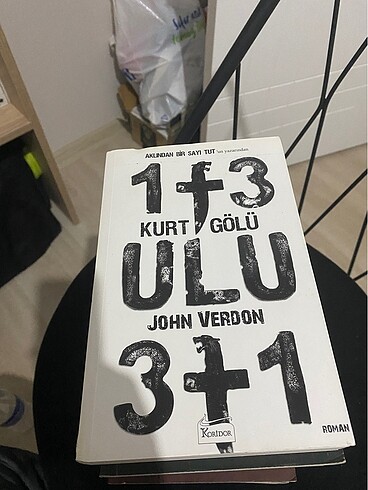 AKLINDAN BİR SAYI TUT 'un yazarından
1†3
KURT GÖLÜ
ULU
JOHN VERDON
3†1
KORİDOR
ROMAN